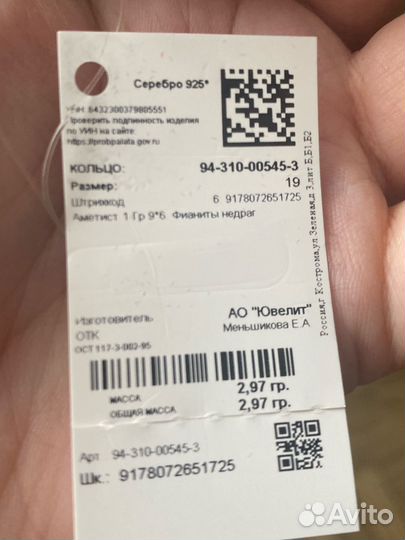 Серебро 925*
УИН: 6432300379805551
Проверить подлинность изделия
по УИН на сайте
https://probpalata.gov.ru
КОЛЬЦО: 94-310-00545-3
Размер: 19
Штрихкод 6 9178072651725
Аметист 1 Гр 9*6 Фианиты недраг
Россия,г Кострома,ул Зеленая,д 3,лит Б,Б1,Б2
Изготовитель АО "Ювелит"
ОТК Меньшикова Е.А
ОСТ 117-3-002-95
МАССА 2,97 гр.
ОБЩАЯ МАССА 2,97 гр.
Арт 94-310-00545-3
Шк.: 9178072651725
Avito